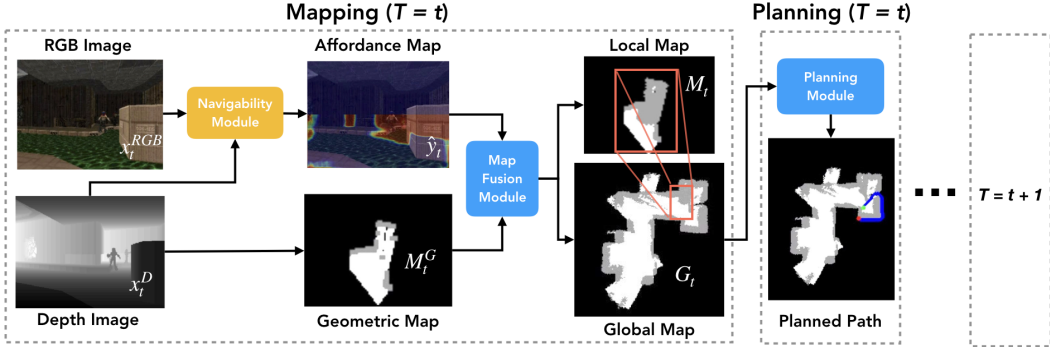 Mapping (T = t)
Planning (T = t)
RGB Image
Affordance Map
Local Map
Navigability
Module
Planning
Module
x_t^{RGB}
ŷ_t
M_t
Map
Fusion
Module
T = t + 1
x_t^D
M_t^G
G_t
Depth Image
Geometric Map
Global Map
Planned Path